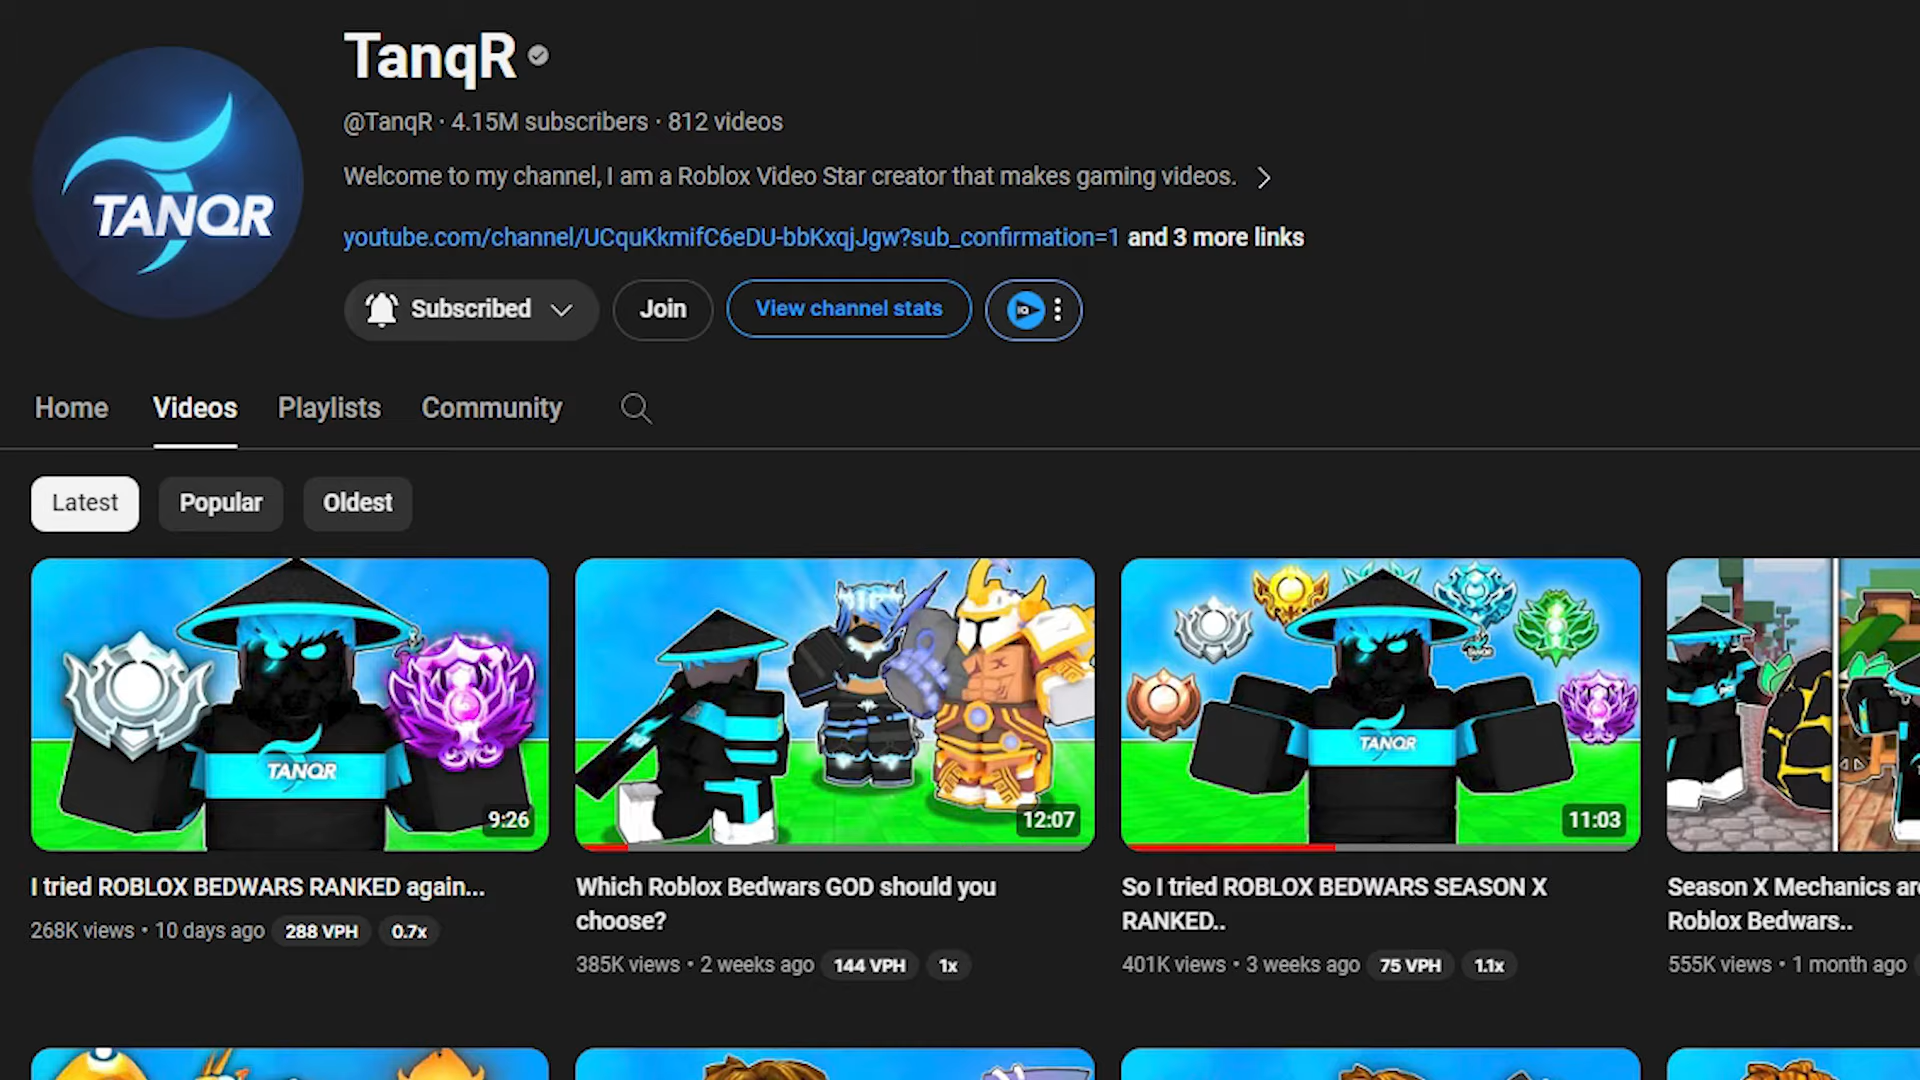 TanqR
@TanqR · 4.15M subscribers · 812 videos
Welcome to my channel, I am a Roblox Video Star creator that makes gaming videos.
youtube.com/channel/UCquKkmifC6eDU-bbKxqjJgw?sub_confirmation=1 and 3 more links
TANQR
Subscribed
Join
View channel stats
IQ
Home
Videos
Playlists
Community
Latest
Popular
Oldest
TANQR
9:26
12:07
TANQR
11:03
I tried ROBLOX BEDWARS RANKED again...
268K views • 10 days ago 288 VPH 0.7x
Which Roblox Bedwars GOD should you
choose?
385K views • 2 weeks ago 144 VPH 1x
So I tried ROBLOX BEDWARS SEASON X
RANKED..
401K views • 3 weeks ago 75 VPH 1.1x
Season X Mechanics
Roblox Bedwars..
555K views • 1 month ago